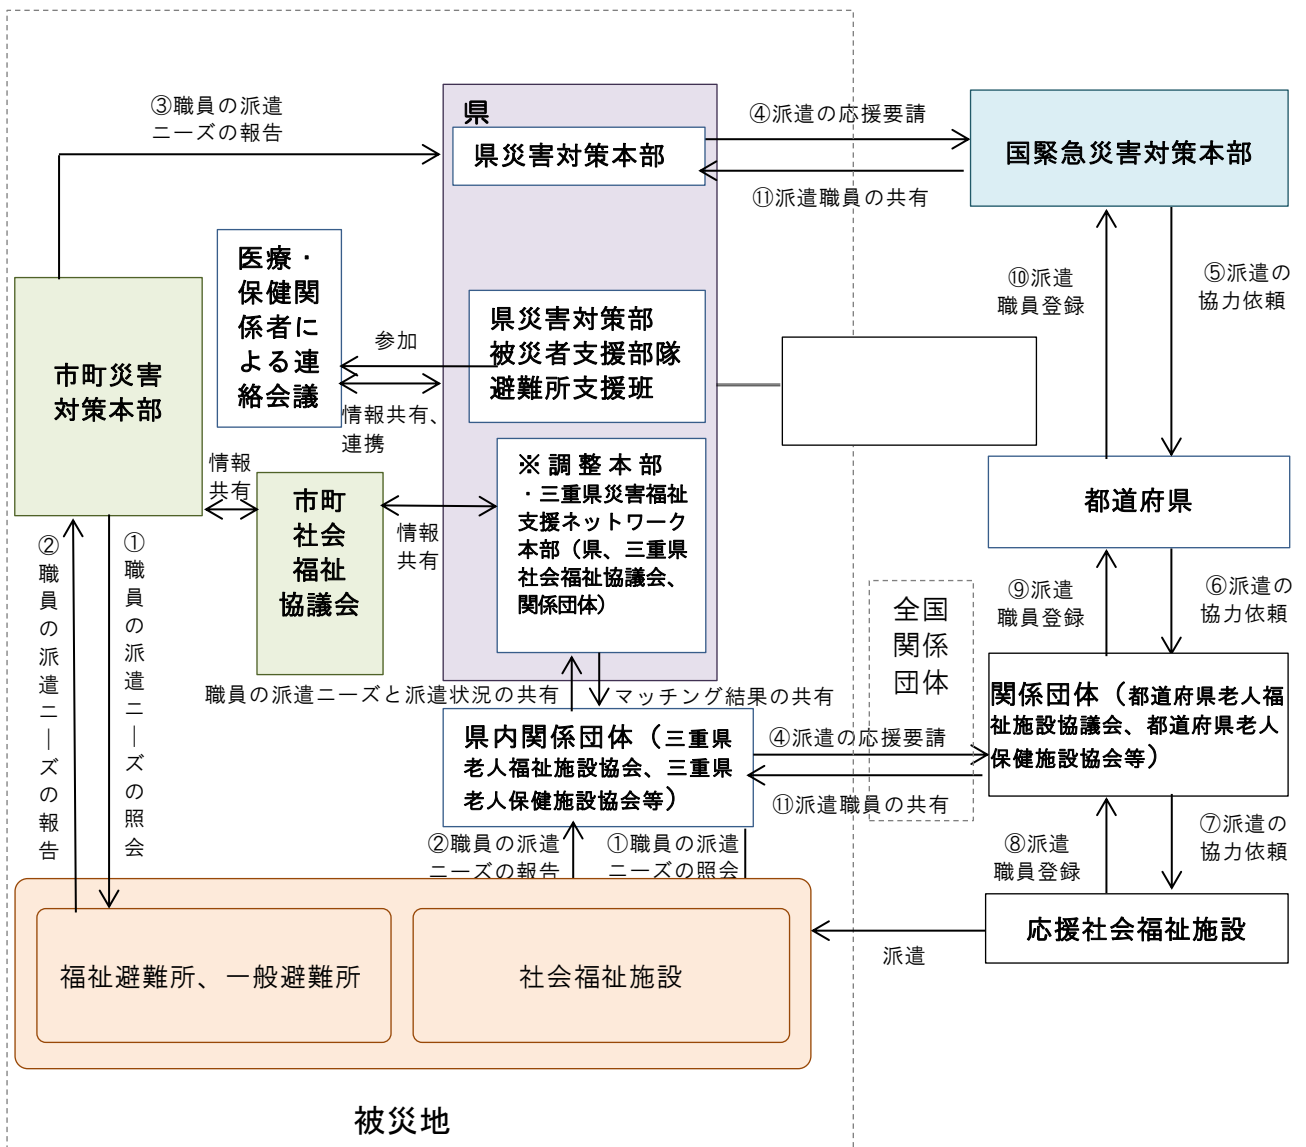 ③職員の派遣
ニーズの報告
県
県災害対策本部
④派遣の応援要請
⑪派遣職員の共有
国緊急災害対策本部
医療・
保健関
係者に
よる連
絡会議
参加
情報共有、
連携
県災害対策部
被災者支援部隊
避難所支援班
⑩派遣
職員登録
⑤派遣の
協力依頼
市町災害
対策本部
情報
共有
市町
社会
福祉
協議会
情報
共有
※調整本部
・三重県災害福祉
支援ネットワーク
本部（県、三重県
社会福祉協議会、
関係団体）
都道府県
②職員の派遣ニーズの報告
①職員の派遣ニーズの照会
⑨派遣
職員登録
⑥派遣の
協力依頼
全国
関係
団体
職員の派遣ニーズと派遣状況の共有
マッチング結果の共有
県内関係団体（三重県
老人福祉施設協会、三重県
老人保健施設協会等）
④派遣の応援要請
⑪派遣職員の共有
関係団体（都道府県老人福
祉施設協議会、都道府県老人
保健施設協会等）
②職員の派遣
ニーズの報告
①職員の派遣
ニーズの照会
⑧派遣
職員登録
⑦派遣の
協力依頼
応援社会福祉施設
派遣
福祉避難所、一般避難所
社会福祉施設
被災地